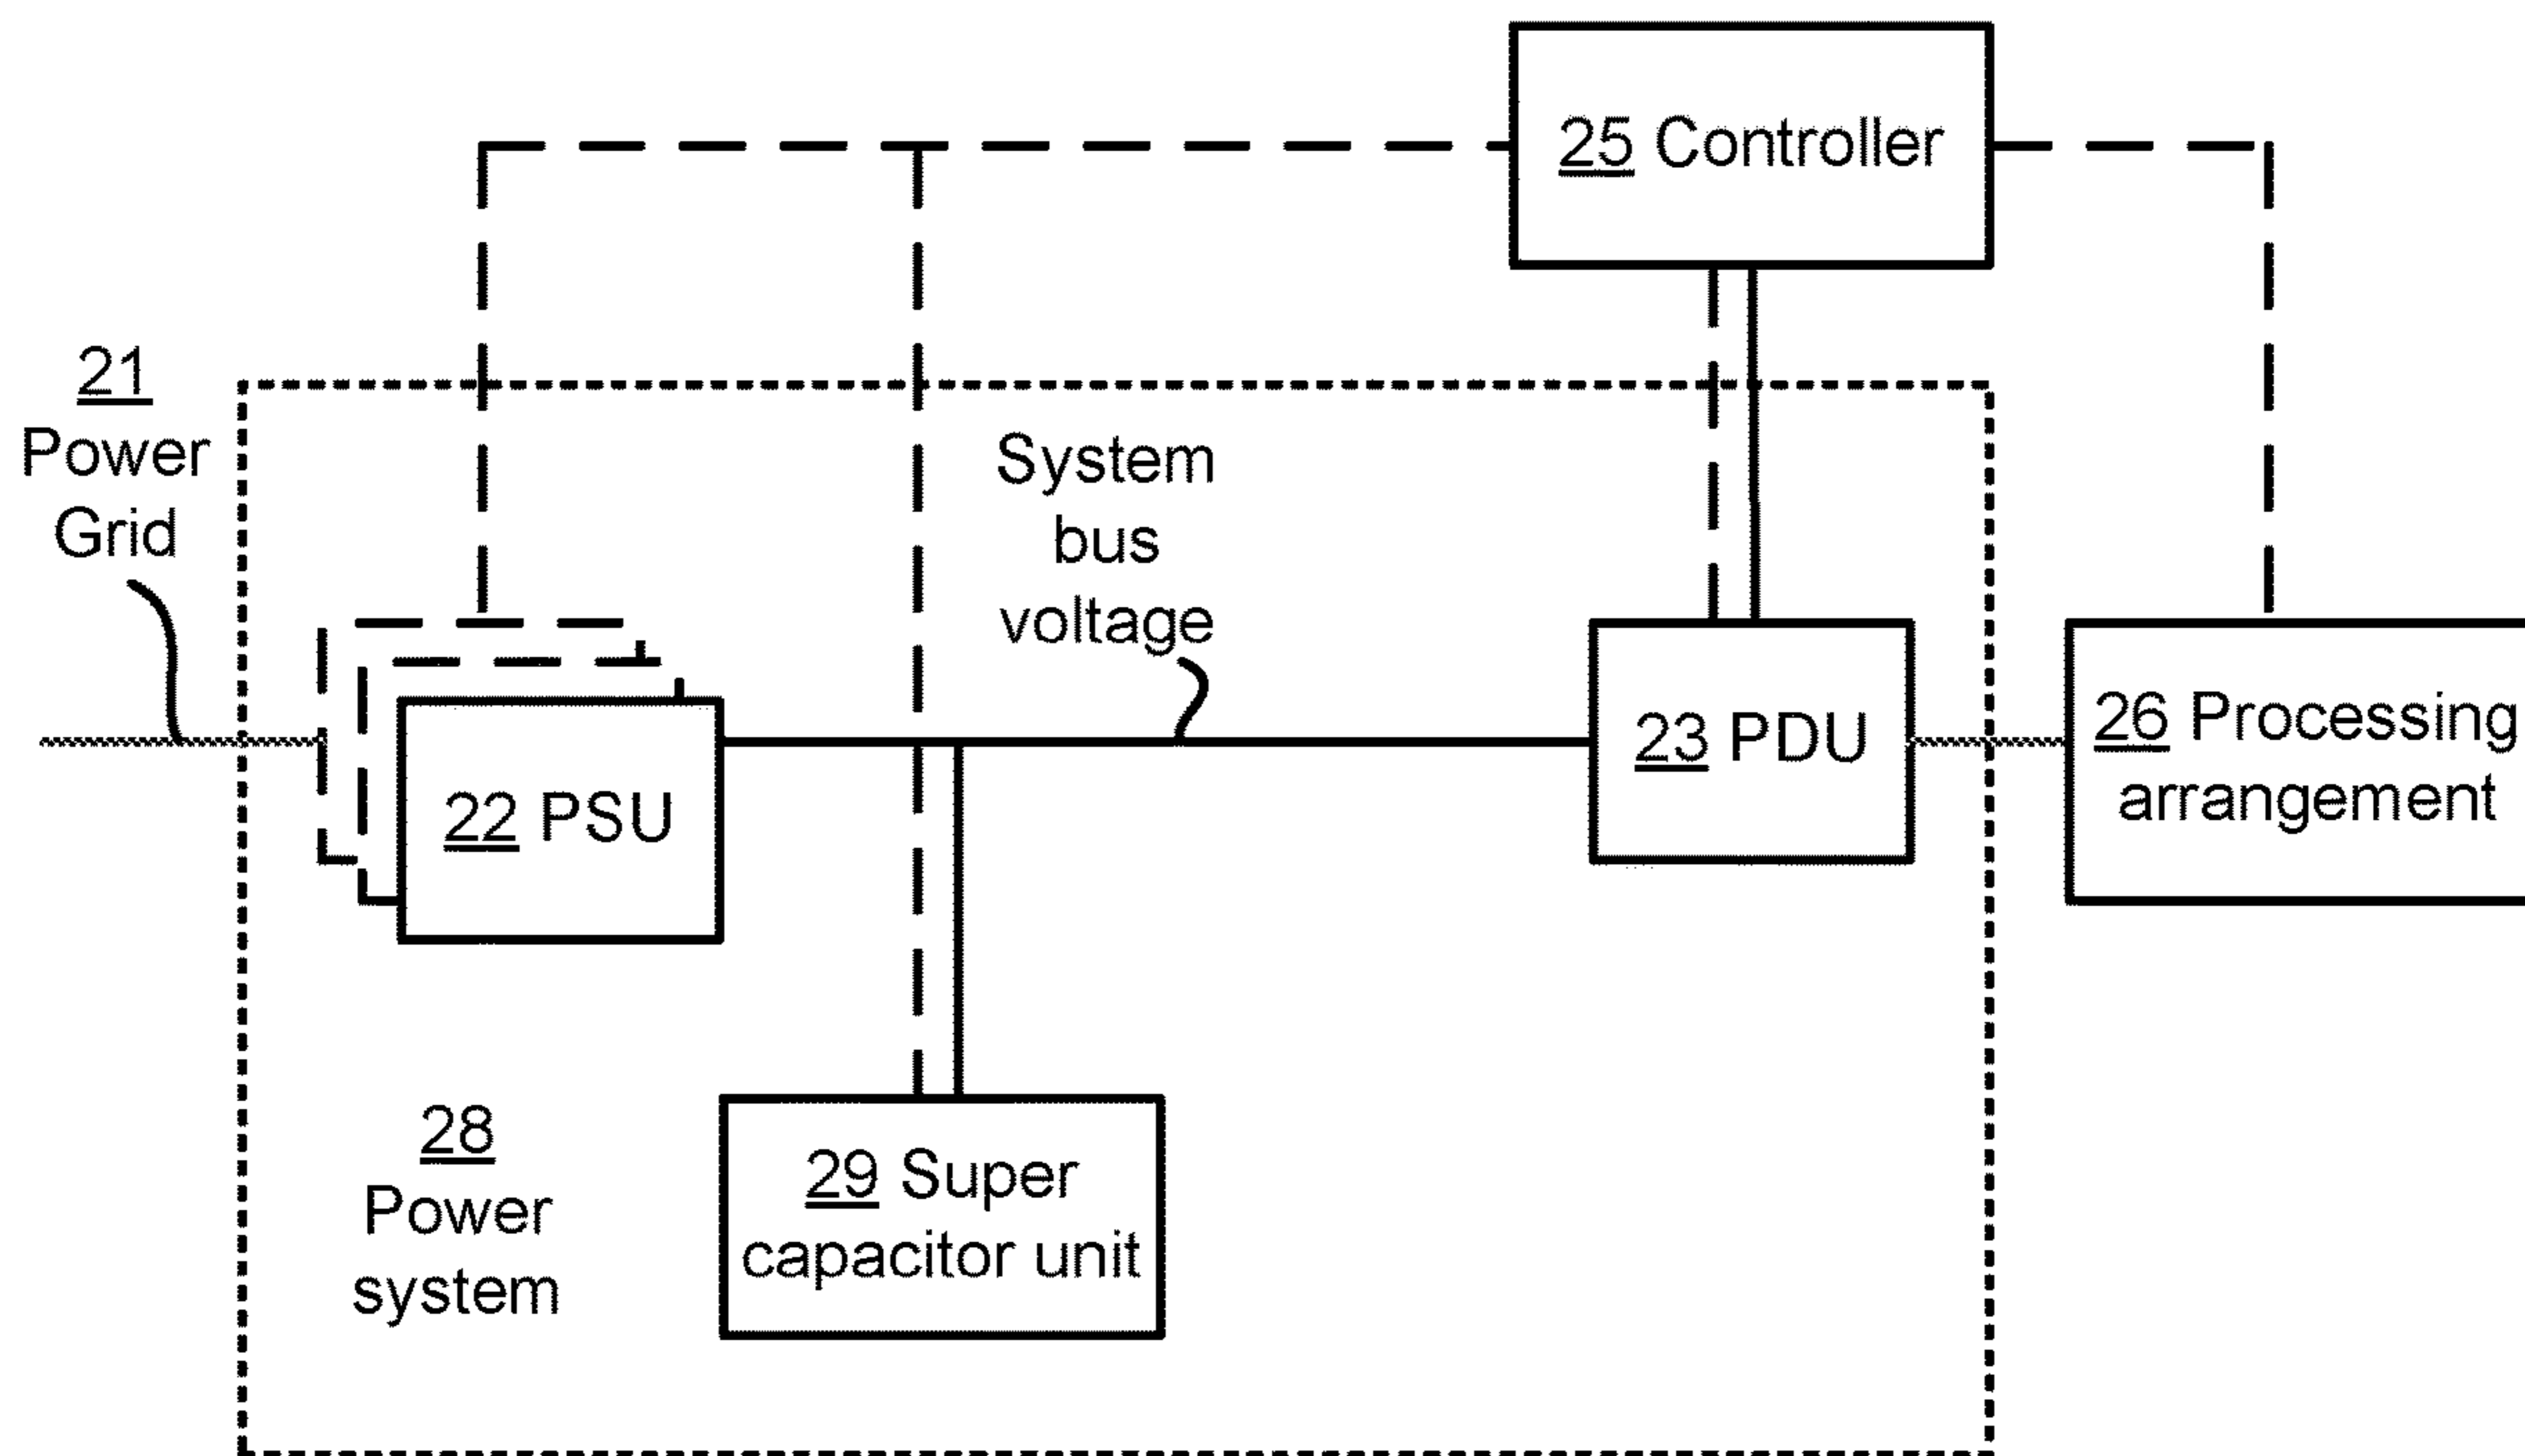 25 Controller
21
Power
Grid
System
bus
voltage
22 PSU
23 PDU
26 Processing
arrangement
28
Power
system
29 Super
capacitor unit